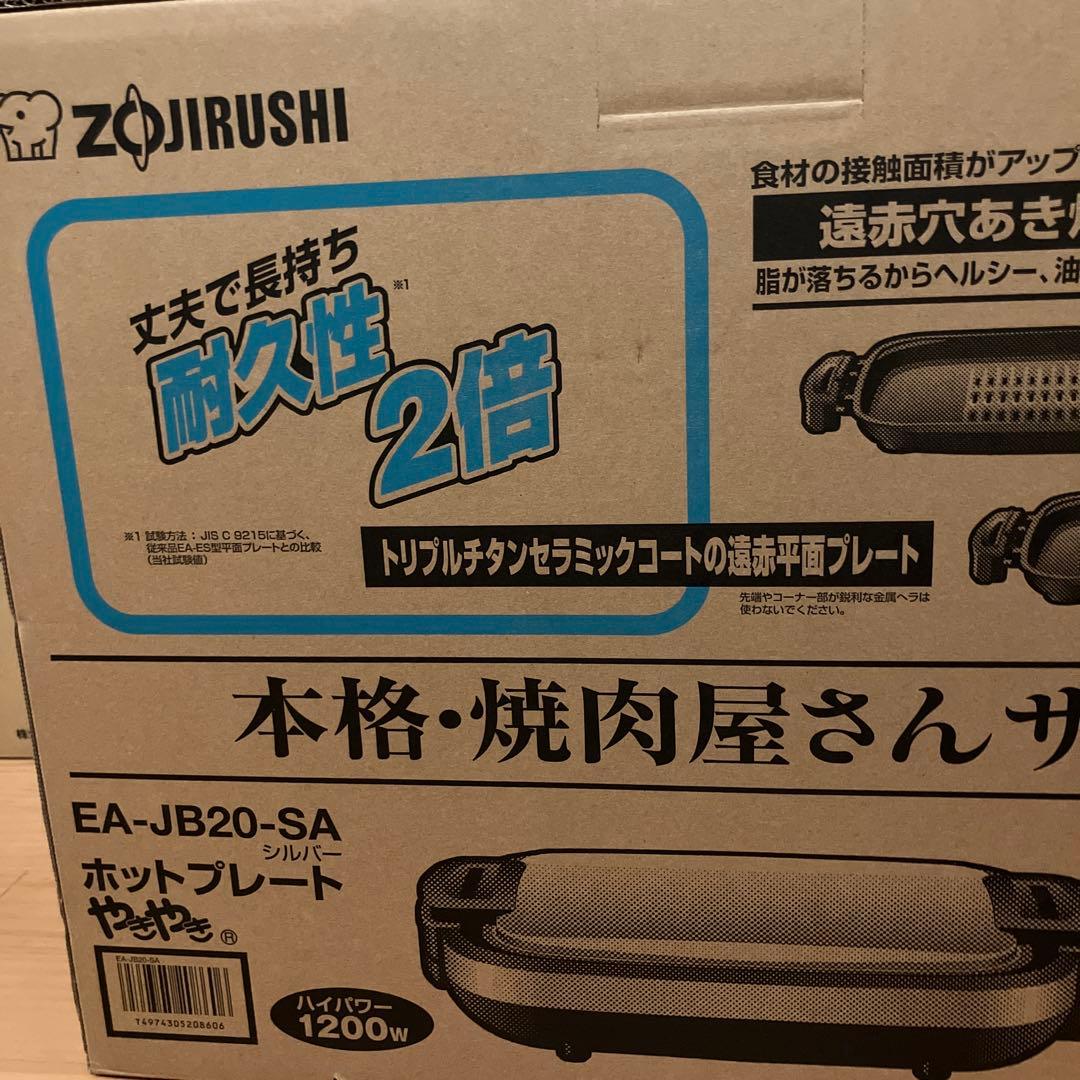 ZOJIRUSHI
食材の接触面積がアップ
遠赤穴あき
脂が落ちるからヘルシー、油
丈夫で長持ち
耐久性※1
2倍
※1 試験方法：JIS C 9215に基づく、
従来品EA-ES型平面プレートとの比較
(当社試験値)
トリプルチタンセラミックコートの遠赤平面プレート
先端やコーナー部が鋭利な金属ヘラは
使わないでください。
本格・焼肉屋さん サ
EA-JB20-SA
シルバー
ホットプレート
やきやき®
EA-JB20-SA
4974305208606
ハイパワー
1200W